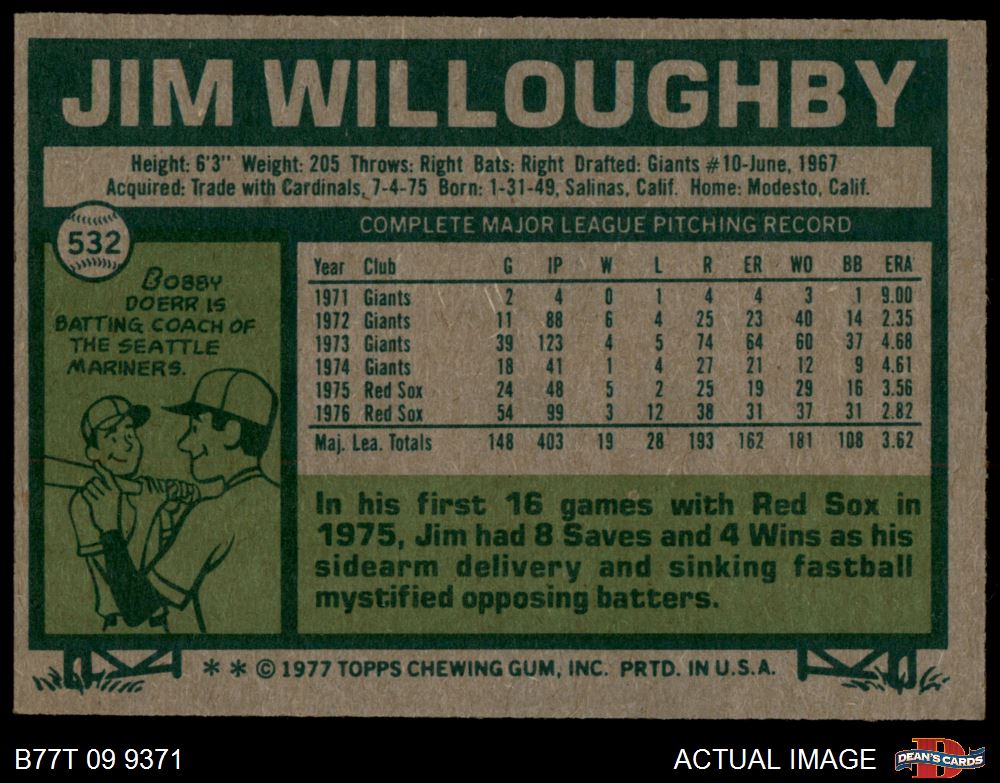 JIM WILLOUGHBY
Height: 6'3" Weight: 205 Throws: Right Bats: Right Drafted: Giants #10-June, 1967
Acquired: Trade with Cardinals, 7-4-75 Born: 1-31-49, Salinas, Calif. Home: Modesto, Calif.
COMPLETE MAJOR LEAGUE PITCHING RECORD
532
BOBBY
DOERR IS
BATTING COACH OF
THE SEATTLE
MARINERS.
Year Club G IP W L R ER WO BB ERA
1971 Giants 2 4 0 1 4 4 3 1 9.00
1972 Giants 11 88 6 4 25 23 40 14 2.35
1973 Giants 39 123 4 5 74 64 60 37 4.68
1974 Giants 18 41 1 4 27 21 12 9 4.61
1975 Red Sox 24 48 5 2 25 19 29 16 3.56
1976 Red Sox 54 99 3 12 38 31 37 31 2.82
Maj. Lea. Totals 148 403 19 28 193 162 181 108 3.62
In his first 16 games with Red Sox in
1975, Jim had 8 Saves and 4 Wins as his
sidearm delivery and sinking fastball
mystified opposing batters.
* * © 1977 TOPPS CHEWING GUM, INC. PRTD. IN U.S.A.
B77T 09 9371
ACTUAL IMAGE
D
DEAN'S CARDS